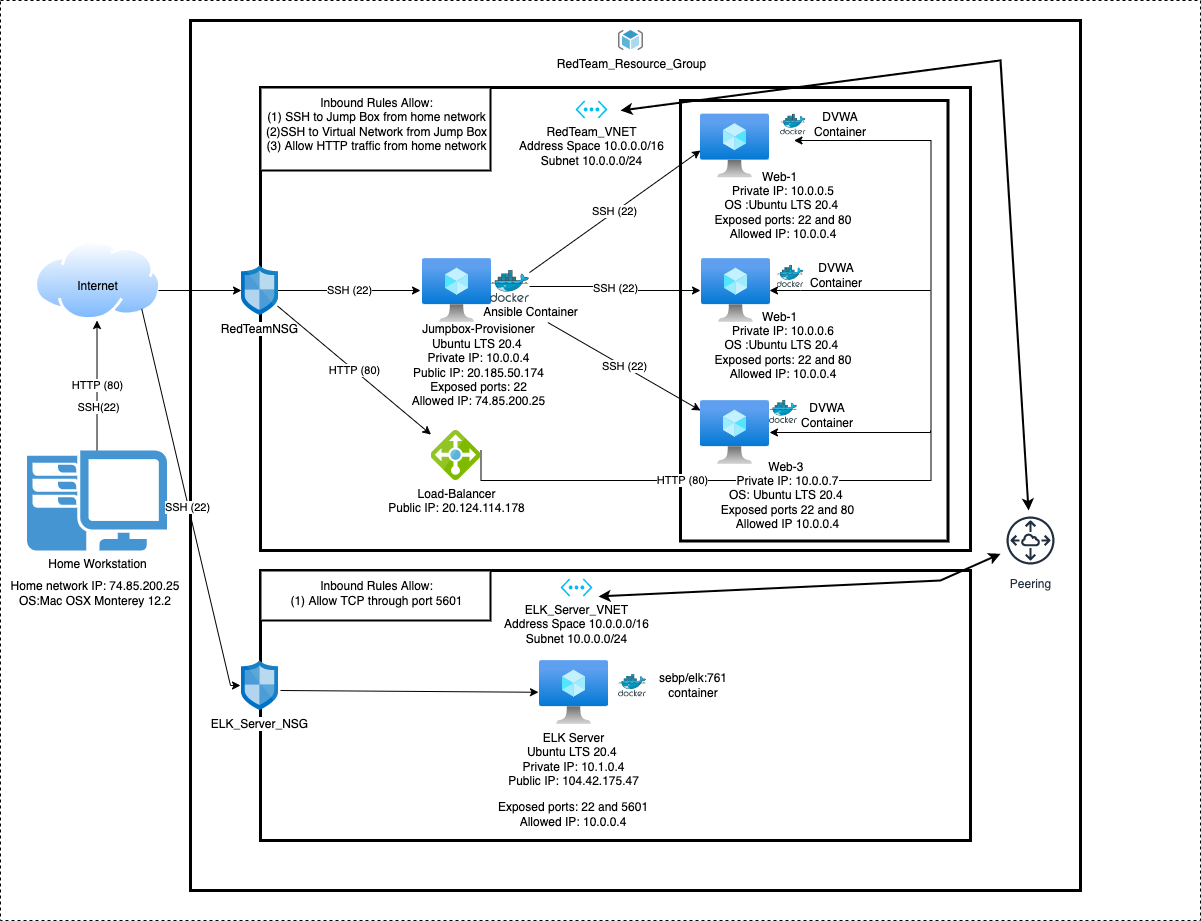 RedTeam_Resource_Group
Inbound Rules Allow:
(1) SSH to Jump Box from home network
(2)SSH to Virtual Network from Jump Box
(3) Allow HTTP traffic from home network
RedTeam_VNET
Address Space 10.0.0.0/16
Subnet 10.0.0.0/24
docker
DVWA
Container
Web-1
Private IP: 10.0.0.5
OS :Ubuntu LTS 20.4
Exposed ports: 22 and 80
Allowed IP: 10.0.0.4
SSH (22)
Internet
RedTeamNSG
SSH (22)
docker
Ansible Container
Jumpbox-Provisioner
Ubuntu LTS 20.4
Private IP: 10.0.0.4
Public IP: 20.185.50.174
Exposed ports: 22
Allowed IP: 74.85.200.25
SSH (22)
docker
DVWA
Container
Web-1
Private IP: 10.0.0.6
OS :Ubuntu LTS 20.4
Exposed ports: 22 and 80
Allowed IP: 10.0.0.4
HTTP (80)
SSH (22)
HTTP (80)
SSH(22)
docker
DVWA
Container
Web-3
Private IP: 10.0.0.7
OS: Ubuntu LTS 20.4
Exposed ports 22 and 80
Allowed IP 10.0.0.4
HTTP (80)
Load-Balancer
Public IP: 20.124.114.178
SSH (22)
Home Workstation
Home network IP: 74.85.200.25
OS:Mac OSX Monterey 12.2
Peering
Inbound Rules Allow:
(1) Allow TCP through port 5601
ELK_Server_VNET
Address Space 10.0.0.0/16
Subnet 10.0.0.0/24
ELK_Server_NSG
docker
sebp/elk:761
container
ELK Server
Ubuntu LTS 20.4
Private IP: 10.1.0.4
Public IP: 104.42.175.47
Exposed ports: 22 and 5601
Allowed IP: 10.0.0.4